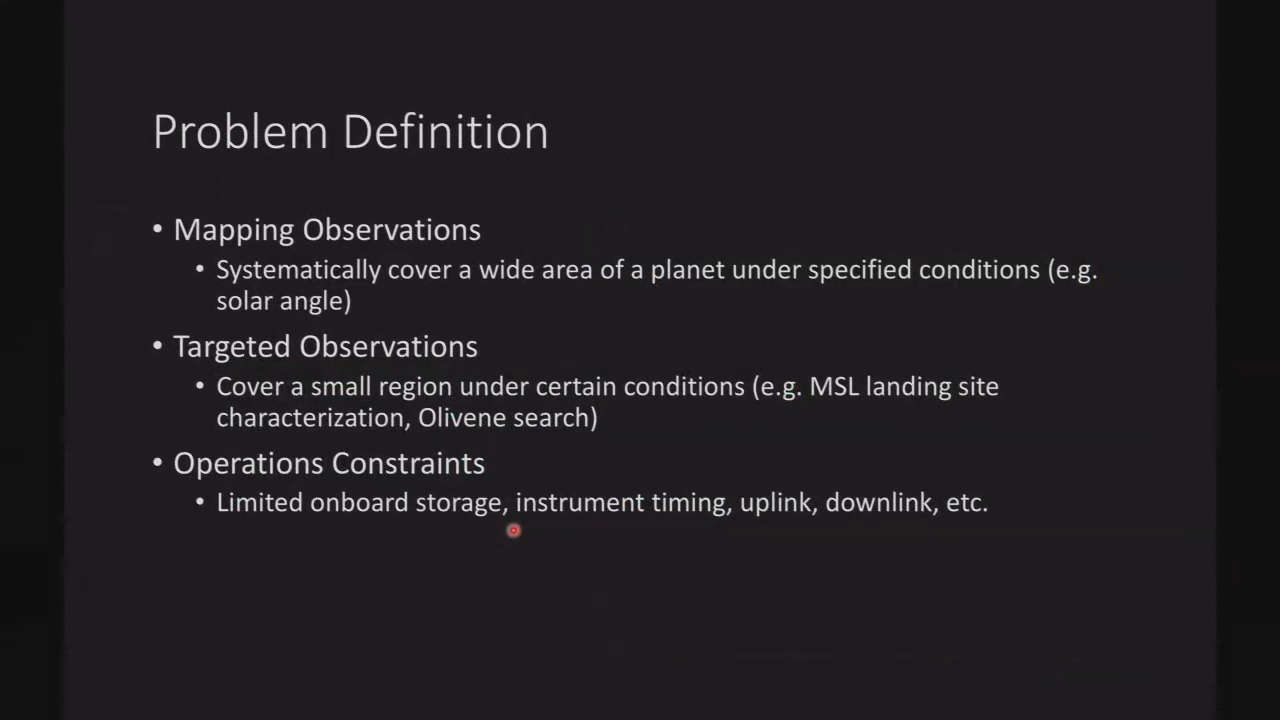 Problem Definition
• Mapping Observations
• Systematically cover a wide area of a planet under specified conditions (e.g.
solar angle)
• Targeted Observations
• Cover a small region under certain conditions (e.g. MSL landing site
characterization, Olivene search)
• Operations Constraints
• Limited onboard storage, instrument timing, uplink, downlink, etc.